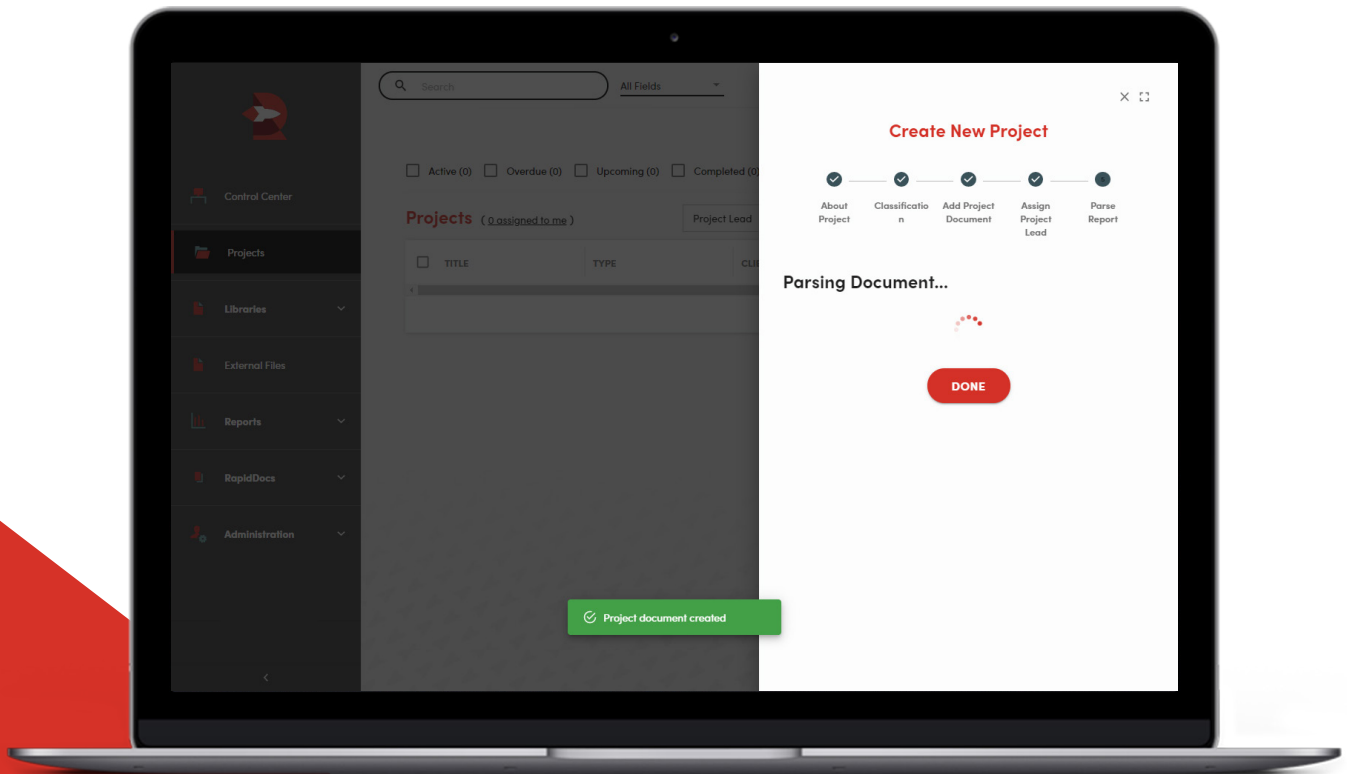 Search
All Fields
Create New Project
Active (0) Overdue (0) Upcoming (0) Completed (0)
About Project
Classificatio
n
Add Project Document
Assign Project Lead
Parse Report
Control Center
Projects
Libraries
External Files
Reports
RapidDocs
Administration
Projects ( 0 assigned to me )
Project Lead
TITLE TYPE CLIE
Parsing Document...
DONE
Project document created